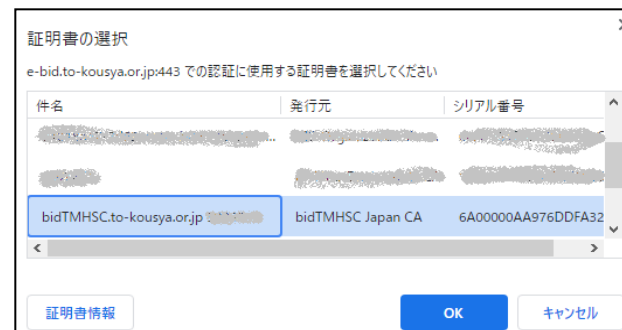 証明書の選択
e-bid.to-kousya.or.jp:443 での認証に使用する証明書を選択してください
件名 発行元 シリアル番号
bidTMHSC.to-kousya.or.jp bidTMHSC Japan CA 6A00000AA976DDFA32
証明書情報 OK キャンセル